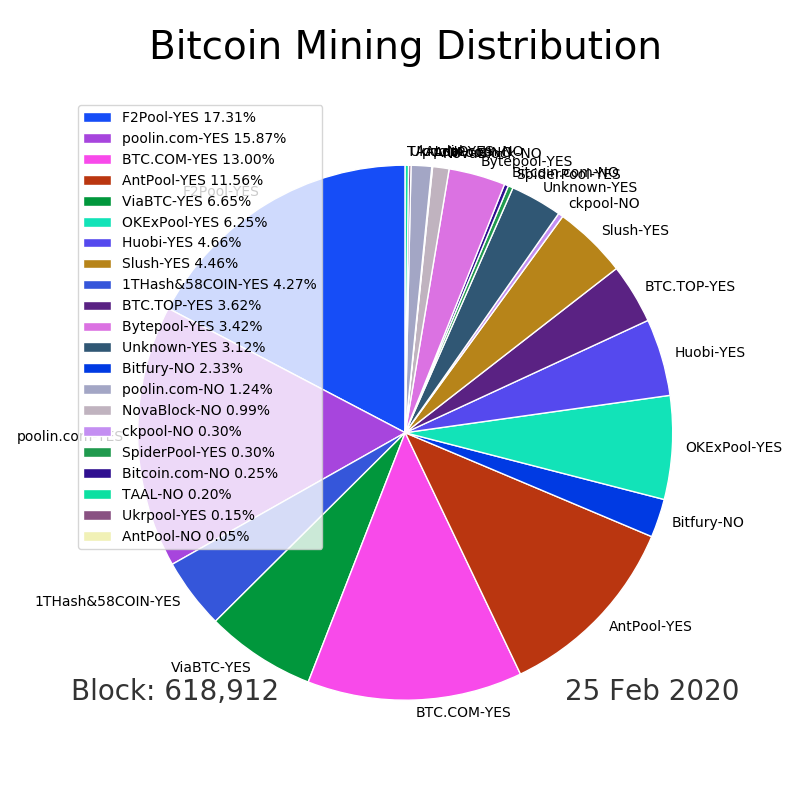 Bitcoin Mining Distribution
F2Pool-YES 17.31%
poolin.com-YES 15.87%
BTC.COM-YES 13.00%
AntPool-YES 11.56%
ViaBTC-YES 6.65%
OKExPool-YES 6.25%
Huobi-YES 4.66%
Slush-YES 4.46%
1THash&58COIN-YES 4.27%
BTC.TOP-YES 3.62%
Bytepool-YES 3.42%
Unknown-YES 3.12%
Bitfury-NO 2.33%
poolin.com-NO 1.24%
NovaBlock-NO 0.99%
ckpool-NO 0.30%
SpiderPool-YES 0.30%
Bitcoin.com-NO 0.25%
TAAL-NO 0.20%
Ukrpool-YES 0.15%
AntPool-NO 0.05%
Bytepool-YES
Bitcoin.com-NO
SpiderPool-YES
Unknown-YES
ckpool-NO
Slush-YES
BTC.TOP-YES
Huobi-YES
OKExPool-YES
Bitfury-NO
AntPool-YES
BTC.COM-YES
ViaBTC-YES
1THash&58COIN-YES
poolin.com-YES
F2Pool-YES
Block: 618,912
25 Feb 2020